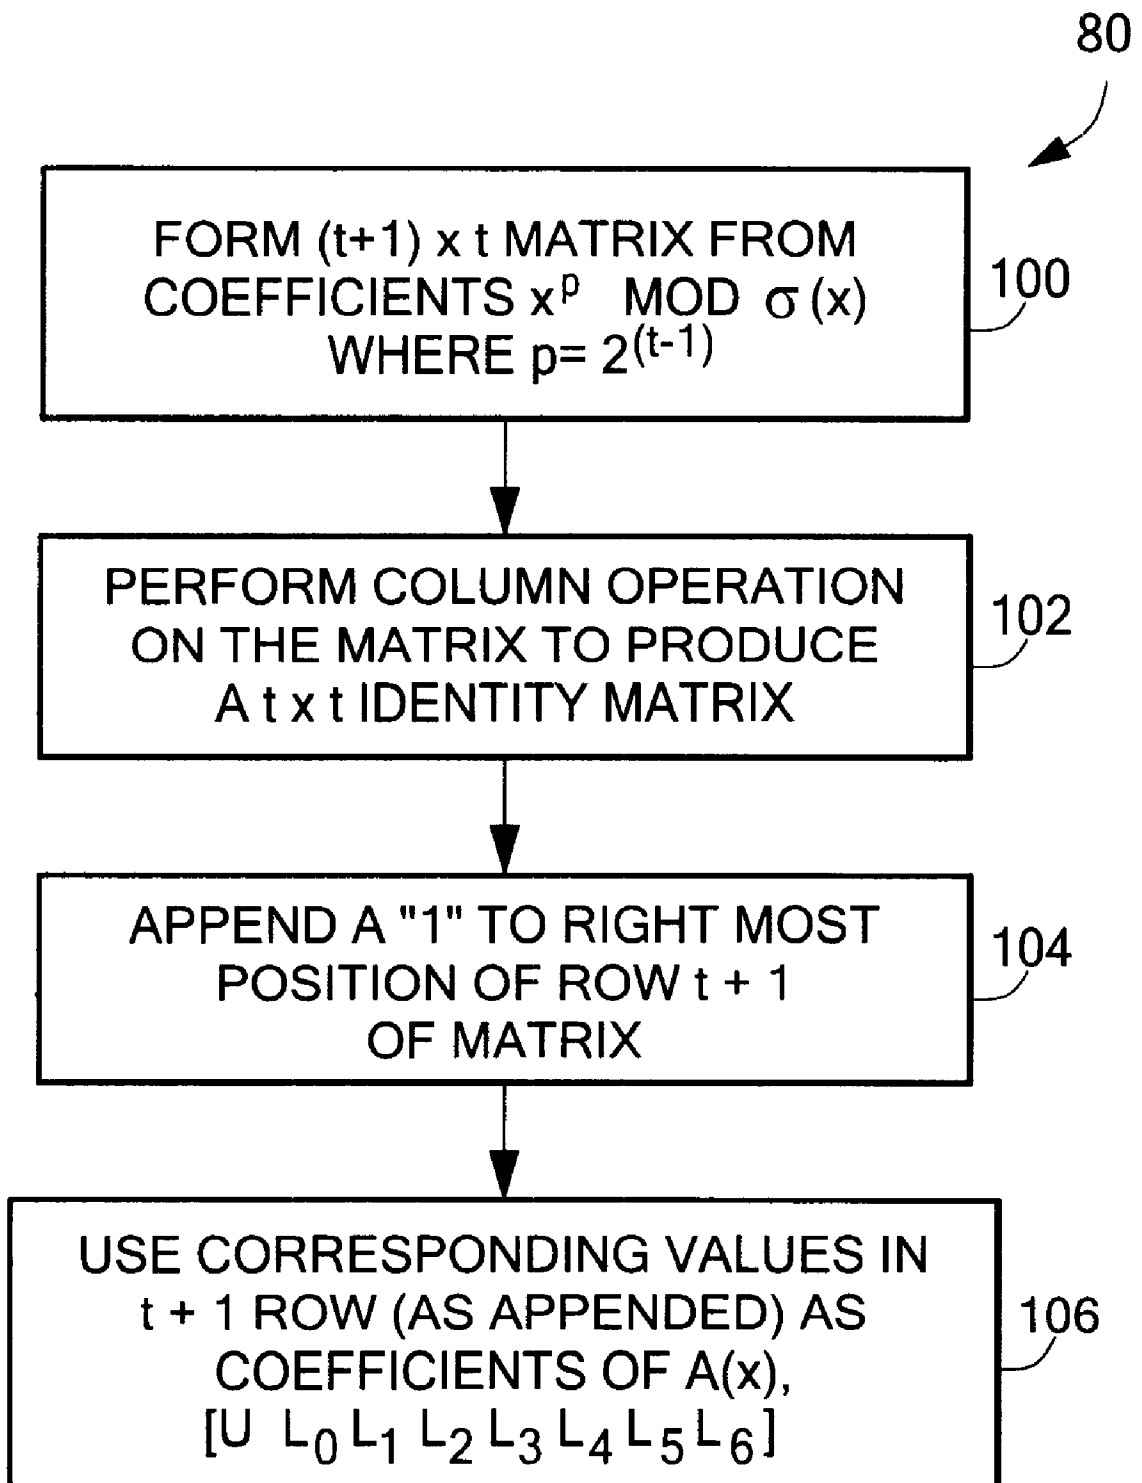 80
FORM (t+1) x t MATRIX FROM
COEFFICIENTS x^p MOD σ(x)
WHERE p= 2^(t-1)
100
PERFORM COLUMN OPERATION
ON THE MATRIX TO PRODUCE
A t x t IDENTITY MATRIX
102
APPEND A "1" TO RIGHT MOST
POSITION OF ROW t + 1
OF MATRIX
104
USE CORRESPONDING VALUES IN
t + 1 ROW (AS APPENDED) AS
COEFFICIENTS OF A(x),
[U L₀ L₁ L₂ L₃ L₄ L₅ L₆]
106